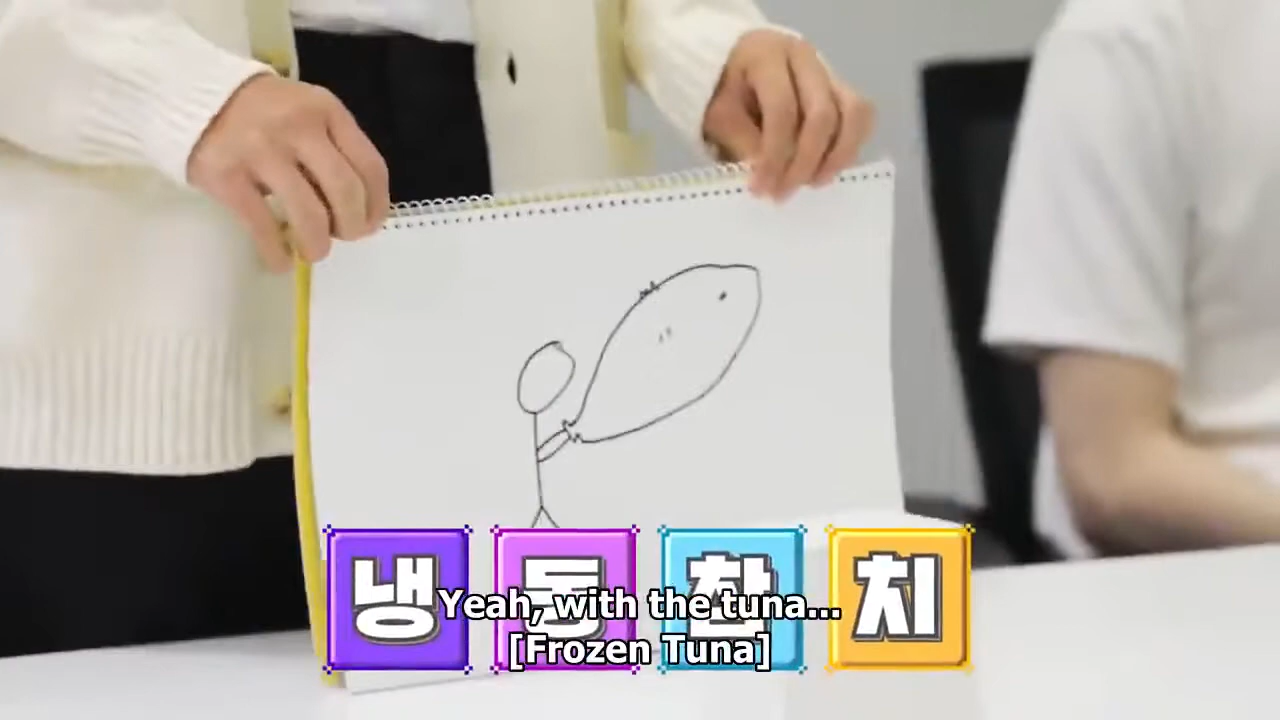 냉동참치
Yeah, with the tuna...
[Frozen Tuna]